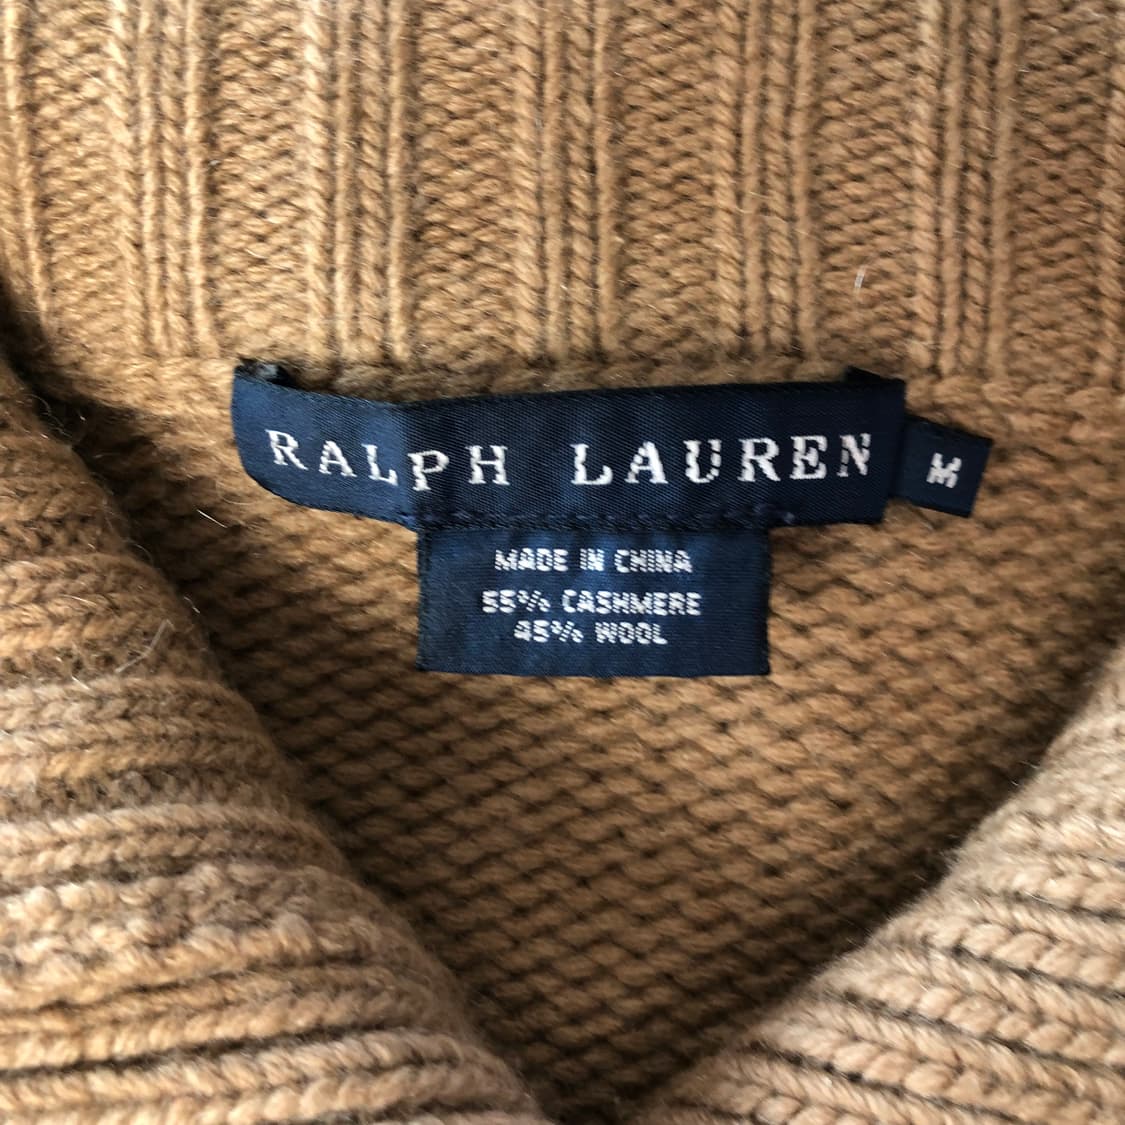 RALPH LAUREN
M
MADE IN CHINA
55% CASHMERE
45% WOOL